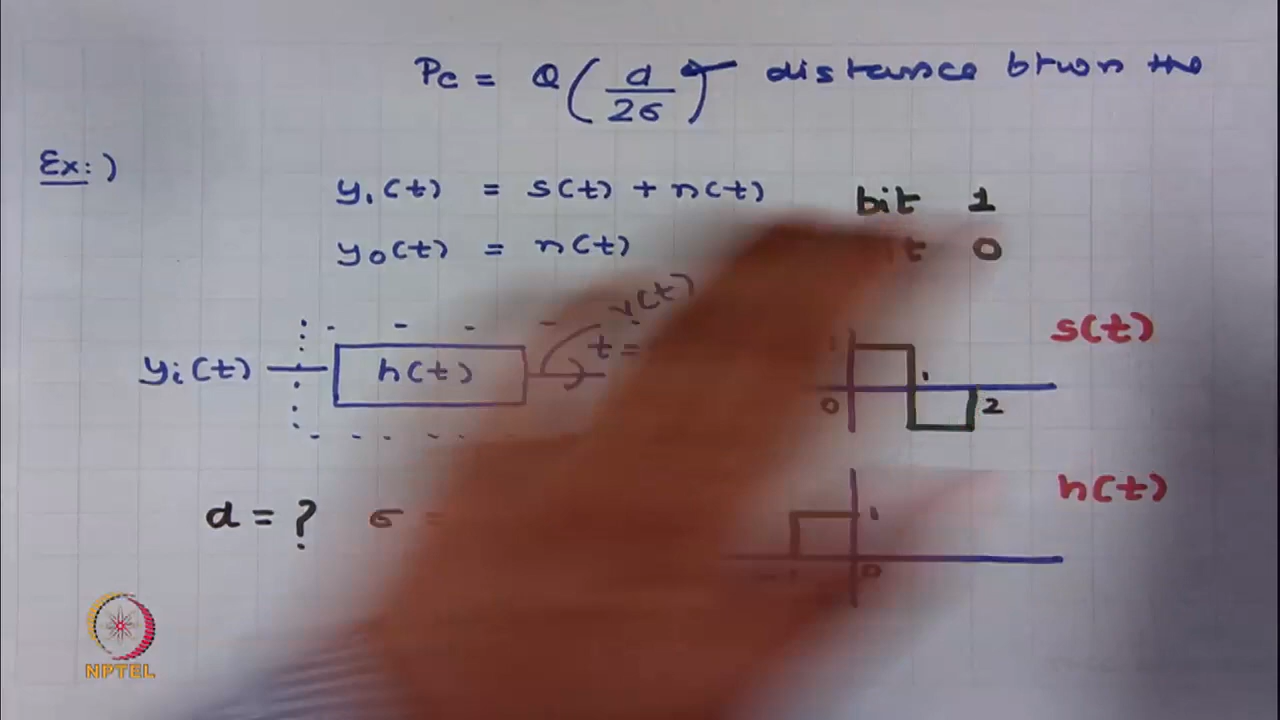 Pe = Q(d/2σ) distance btwn the
Ex:)
y₁(t) = s(t) + n(t) bit 1
y₀(t) = n(t) 0
s(t)
yᵢ(t) h(t) v(t) t =
0 1 2
h(t)
d = ? σ =
1
-1 0
NPTEL